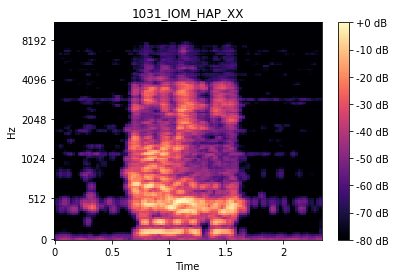 1031_IOM_HAP_XX
+0 dB
8192
-10 dB
4096
-20 dB
-30 dB
2048
Hz
-40 dB
1024
-50 dB
512
-60 dB
-70 dB
0
-80 dB
0
0.5
1
1.5
2
Time